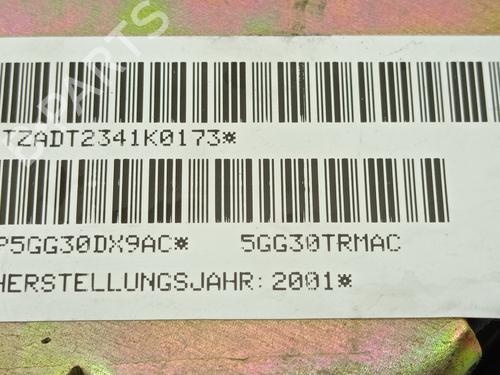 TZADT2341K0173*
P5GG30DX9AC* 5GG30TRMAC
HERSTELLUNGSJAHR: 2001*